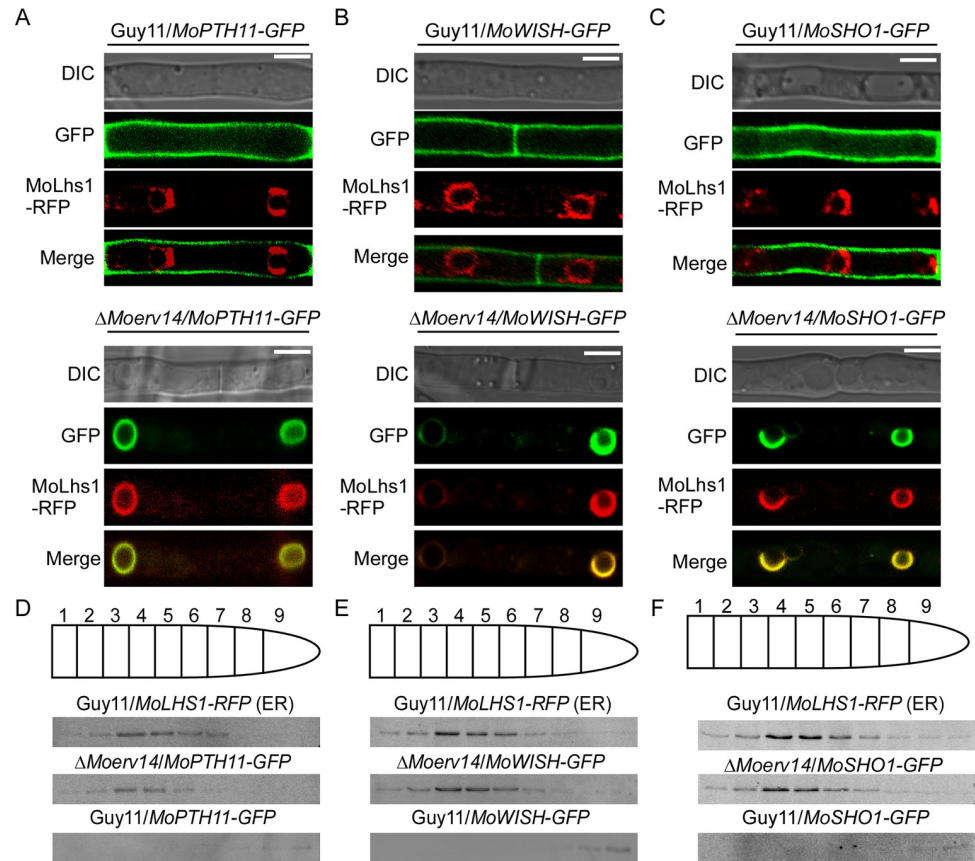 A
Guy11/MoPTH11-GFP
DIC
GFP
MoLhs1
-RFP
Merge
ΔMoerv14/MoPTH11-GFP
DIC
GFP
MoLhs1
-RFP
Merge
B
Guy11/MoWISH-GFP
DIC
GFP
MoLhs1
-RFP
Merge
ΔMoerv14/MoWISH-GFP
DIC
GFP
MoLhs1
-RFP
Merge
C
Guy11/MoSHO1-GFP
DIC
GFP
MoLhs1
-RFP
Merge
ΔMoerv14/MoSHO1-GFP
DIC
GFP
MoLhs1
-RFP
Merge
D
1 2 3 4 5 6 7 8 9
Guy11/MoLHS1-RFP (ER)
ΔMoerv14/MoPTH11-GFP
Guy11/MoPTH11-GFP
E
1 2 3 4 5 6 7 8 9
Guy11/MoLHS1-RFP (ER)
ΔMoerv14/MoWISH-GFP
Guy11/MoWISH-GFP
F
1 2 3 4 5 6 7 8 9
Guy11/MoLHS1-RFP (ER)
ΔMoerv14/MoSHO1-GFP
Guy11/MoSHO1-GFP